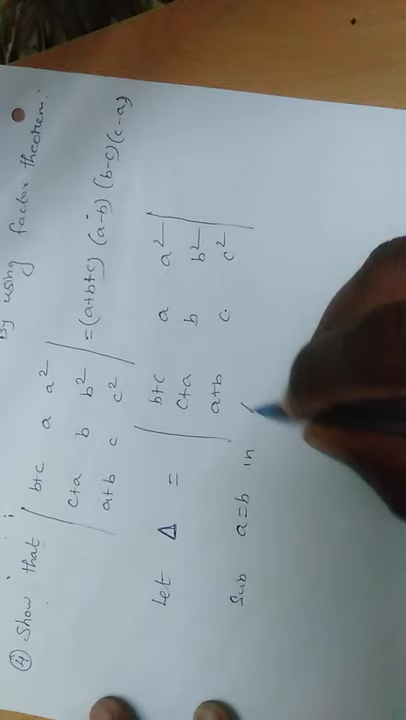 ④ Show that | b+c a a² |
| c+a b b² | = (a+b+c) (a-b) (b-c) (c-a)
| a+b c c² |
By using factor theorem.
Let Δ = | b+c a a² |
| c+a b b² |
| a+b c c² |
Sub a=b in